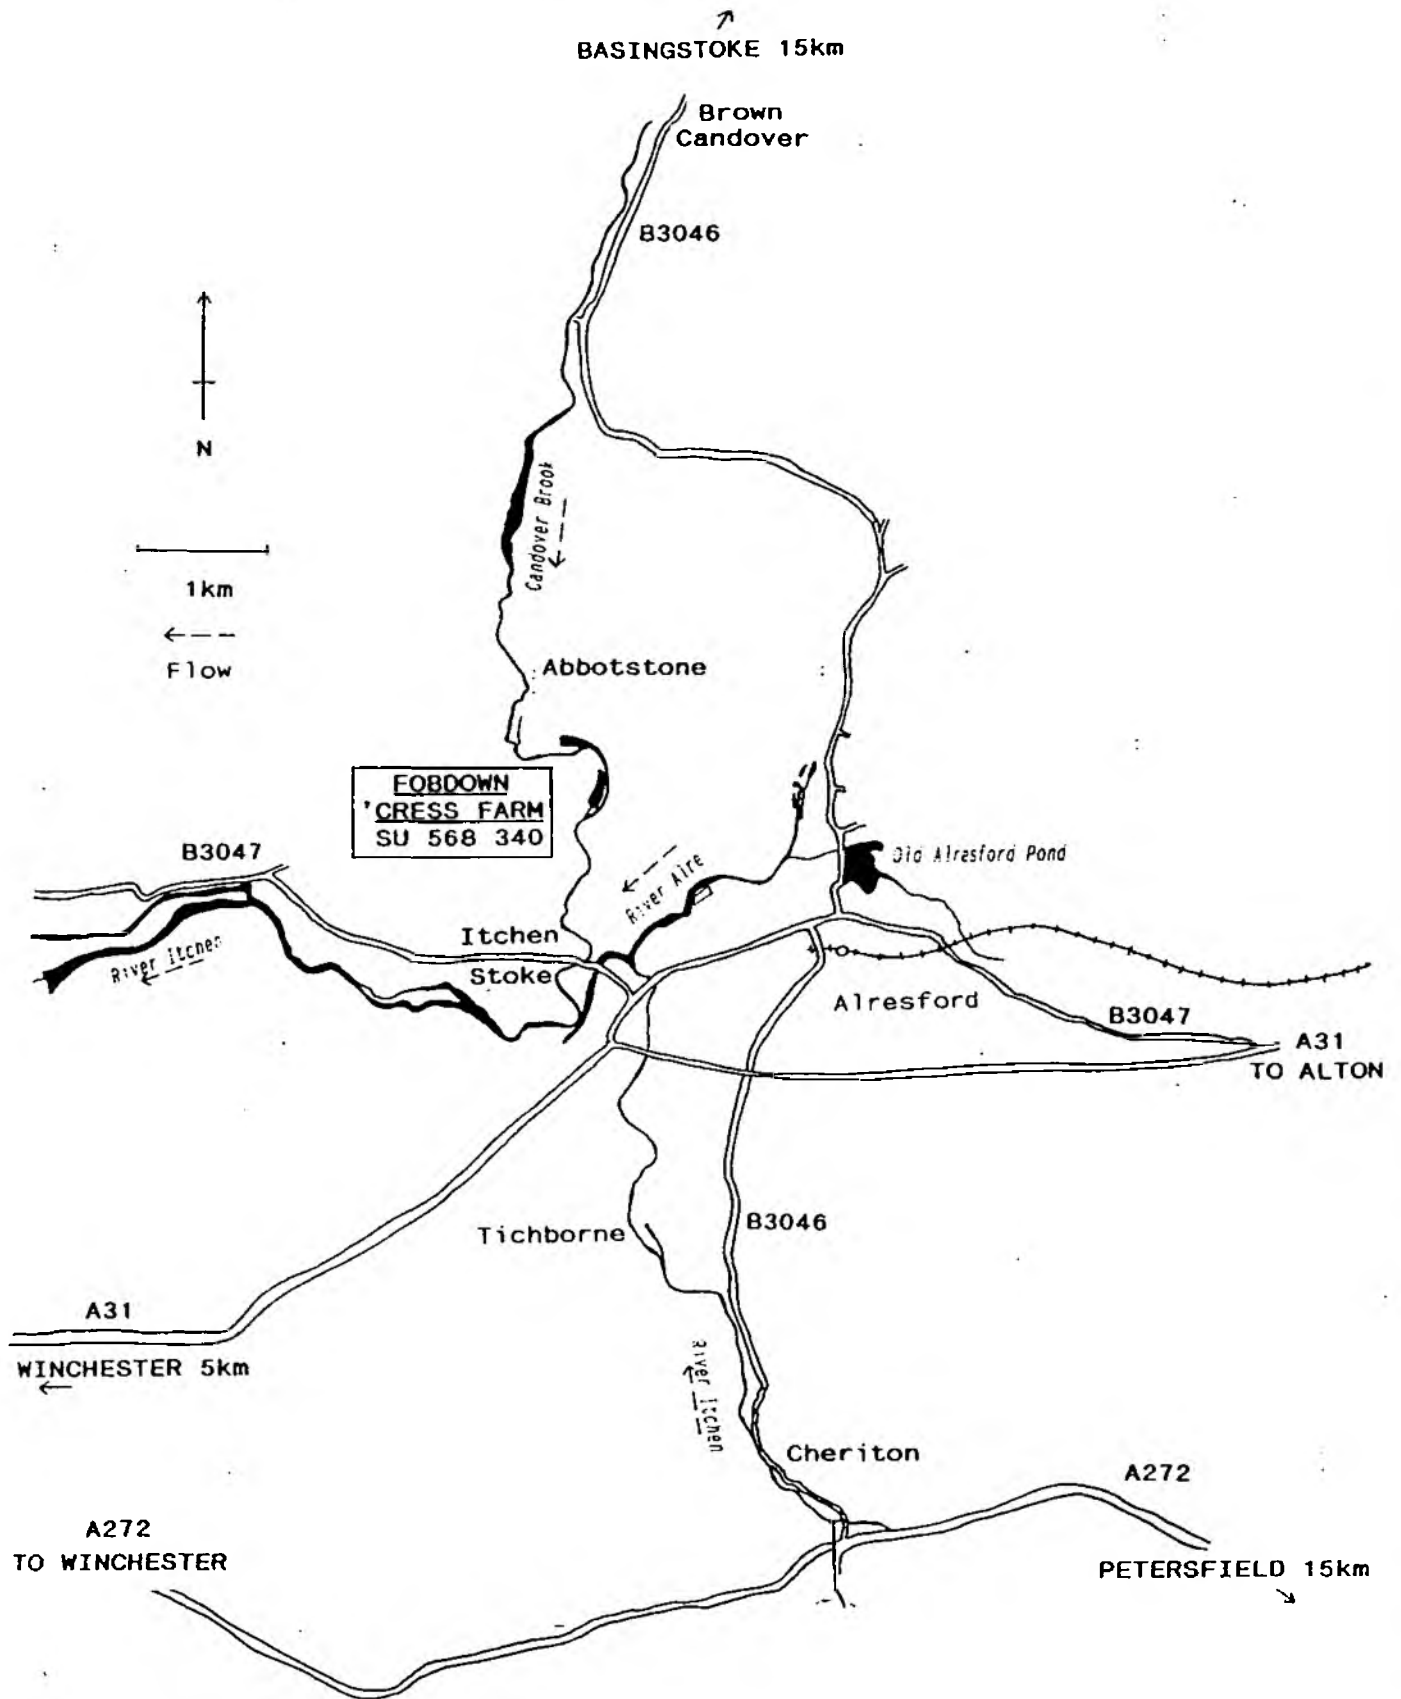 BASINGSTOKE 15km
Brown
Candover
B3046
N
Candover Brook
1km
Flow
Abbotstone
FOBDOWN
'CRESS FARM
SU 568 340
B3047
River Alre
Old Alresford Pond
Itchen
Stoke
River Itchen
Alresford
B3047
A31
TO ALTON
Tichborne
B3046
A31
WINCHESTER 5km
River Itchen
Cheriton
A272
A272
TO WINCHESTER
PETERSFIELD 15km